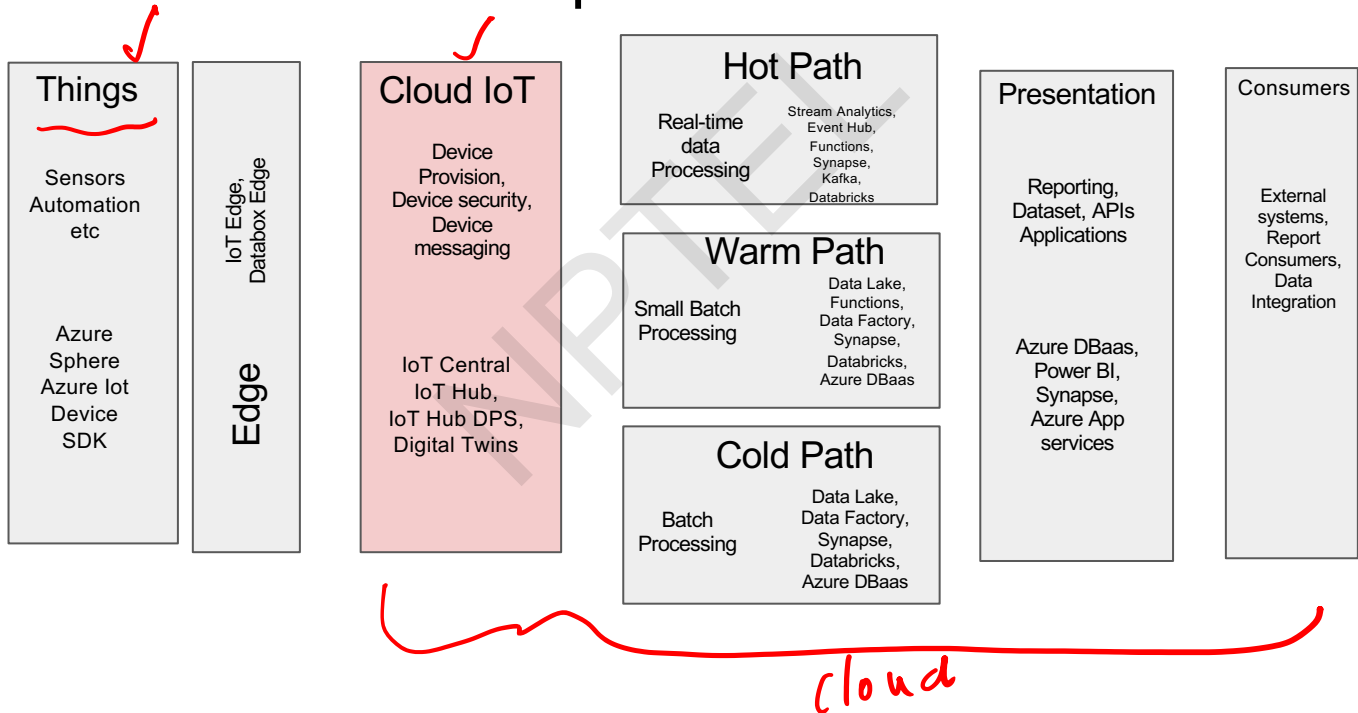 Things
Sensors
Automation
etc
Azure
Sphere
Azure Iot
Device
SDK
IoT Edge,
Databox Edge
Edge
Cloud IoT
Device
Provision,
Device security,
Device
messaging
IoT Central
IoT Hub,
IoT Hub DPS,
Digital Twins
Hot Path
Real-time
data
Processing
Stream Analytics,
Event Hub,
Functions,
Synapse,
Kafka,
Databricks
Warm Path
Small Batch
Processing
Data Lake,
Functions,
Data Factory,
Synapse,
Databricks,
Azure DBaas
Cold Path
Batch
Processing
Data Lake,
Data Factory,
Synapse,
Databricks,
Azure DBaas
Presentation
Reporting,
Dataset, APIs
Applications
Azure DBaas,
Power BI,
Synapse,
Azure App
services
Consumers
External
systems,
Report
Consumers,
Data
Integration
NPTEL
Cloud